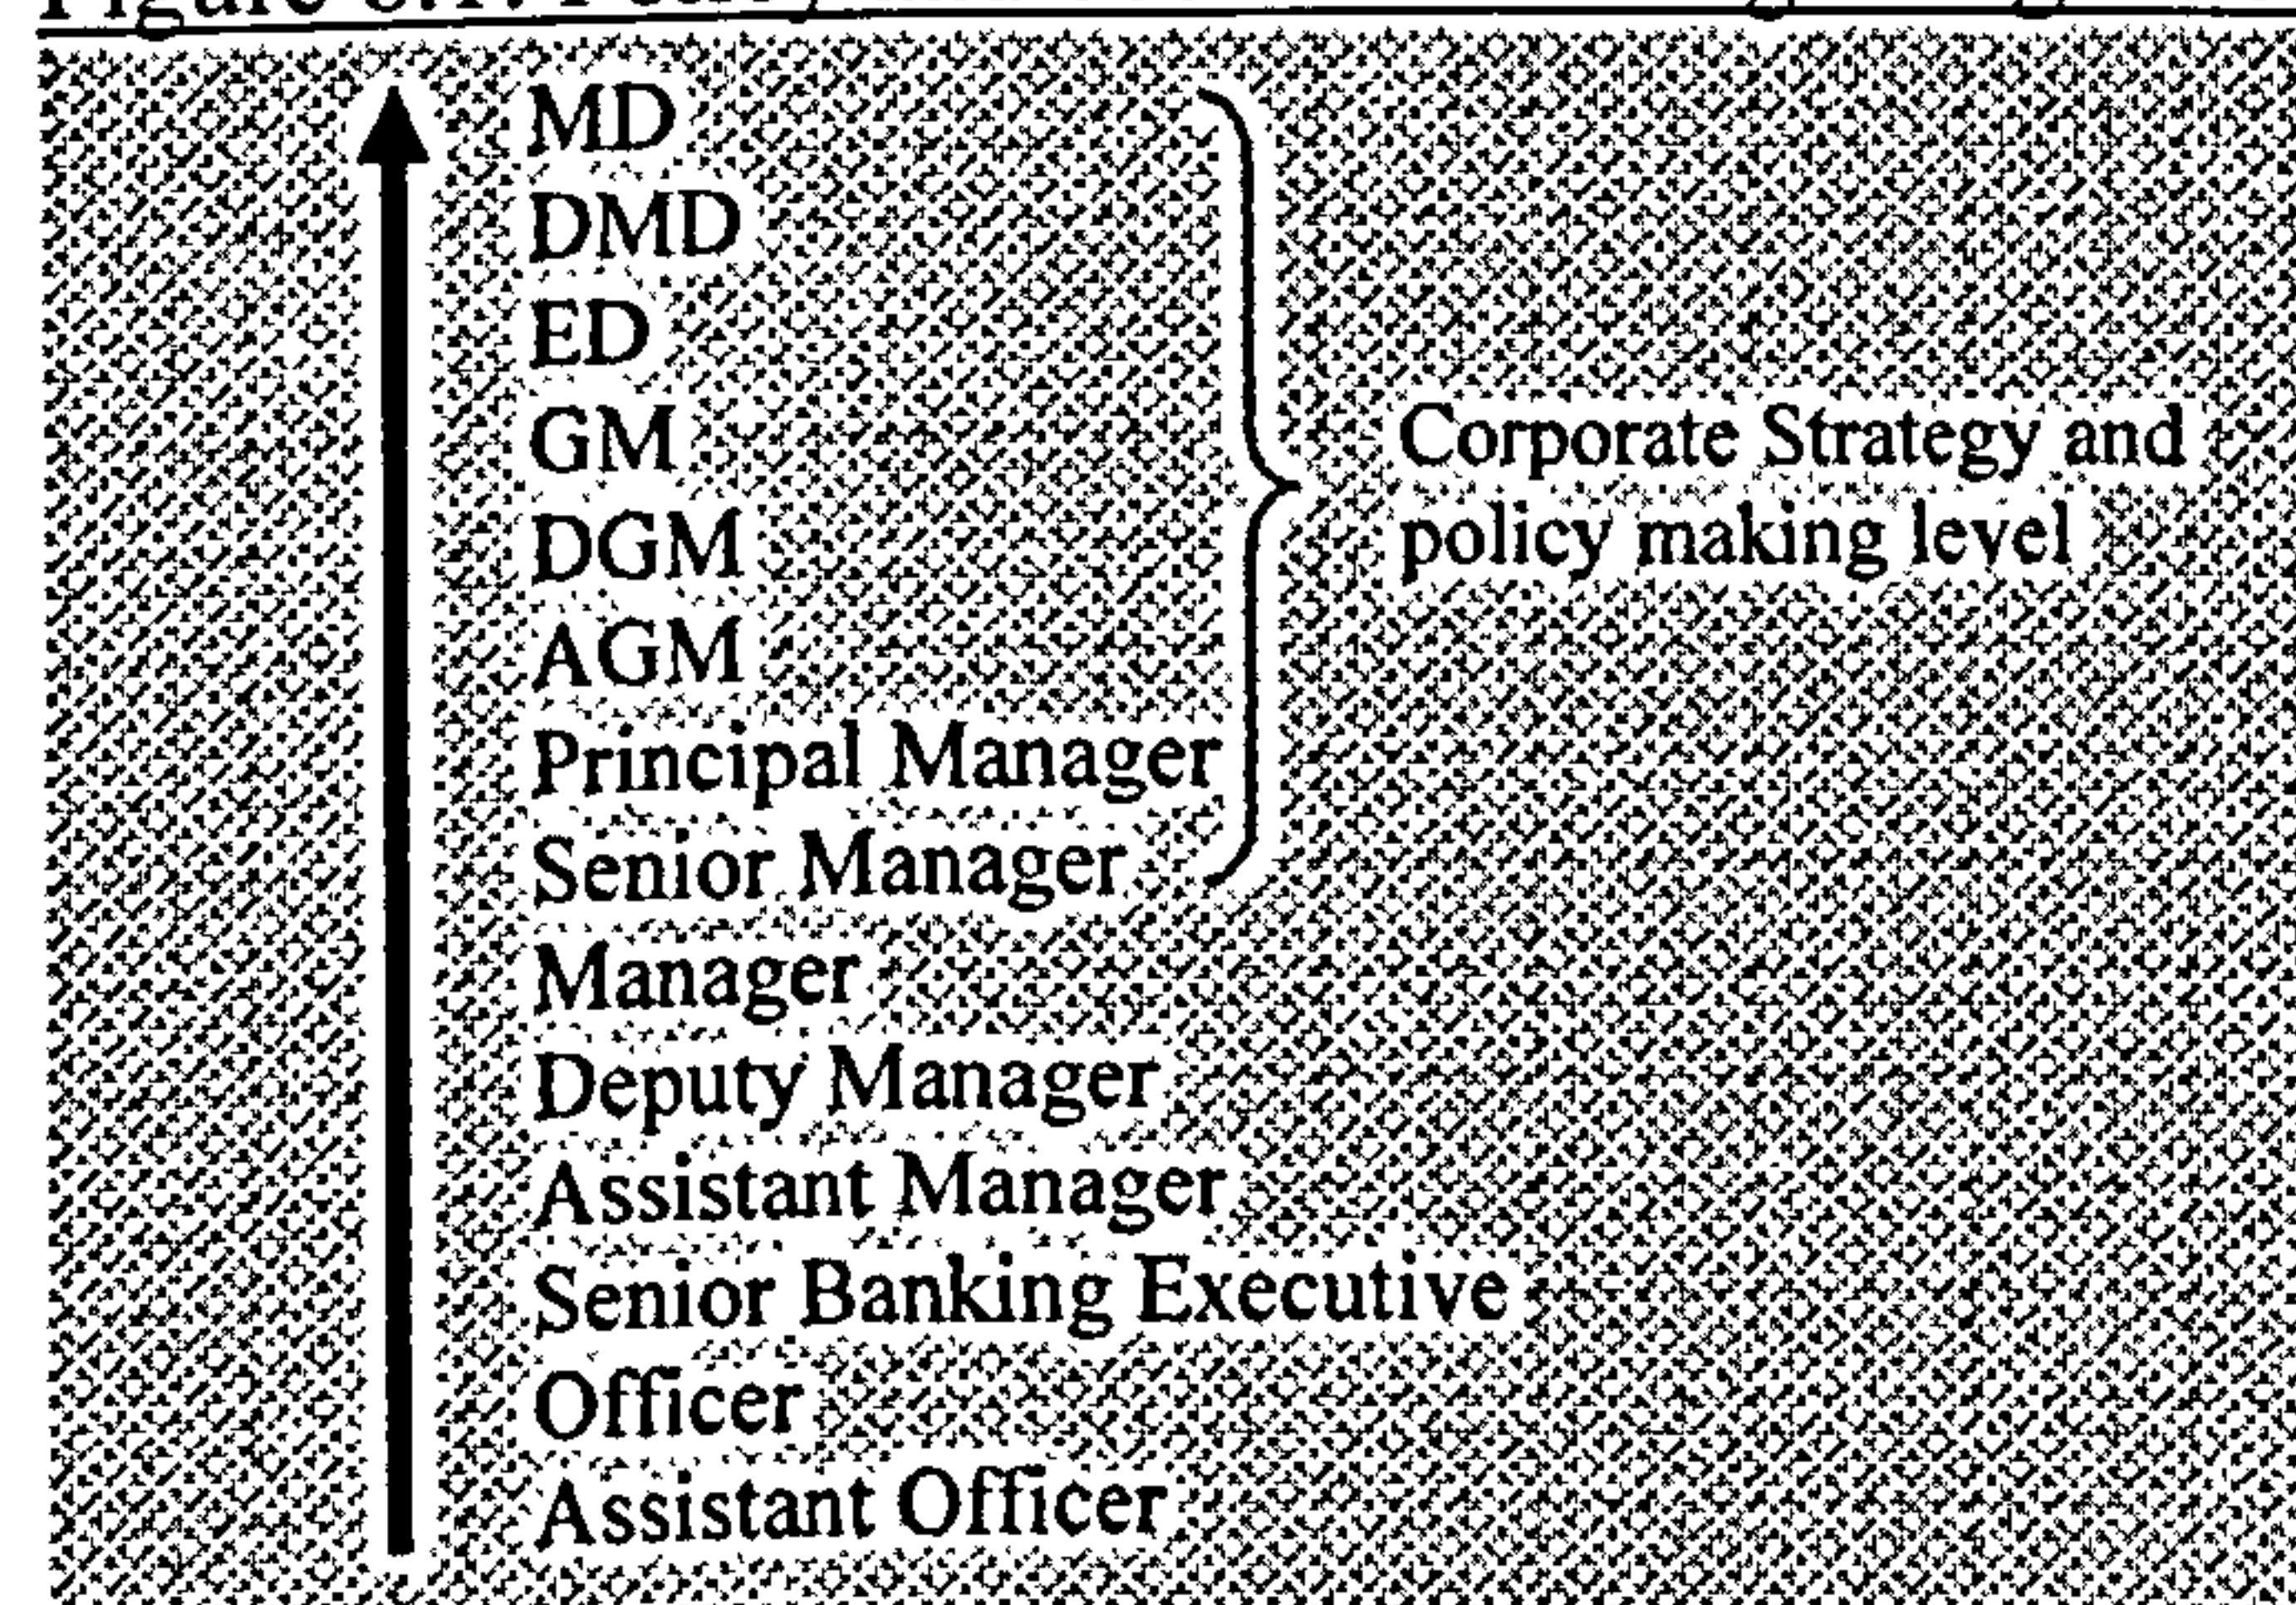 MD
DMD
ED
GM
Corporate Strategy and
DGM
policy making level
AGM
Principal Manager
Senior Manager
Manager
Deputy Manager
Assistant Manager
Senior Banking Executive
Officer
Assistant Officer